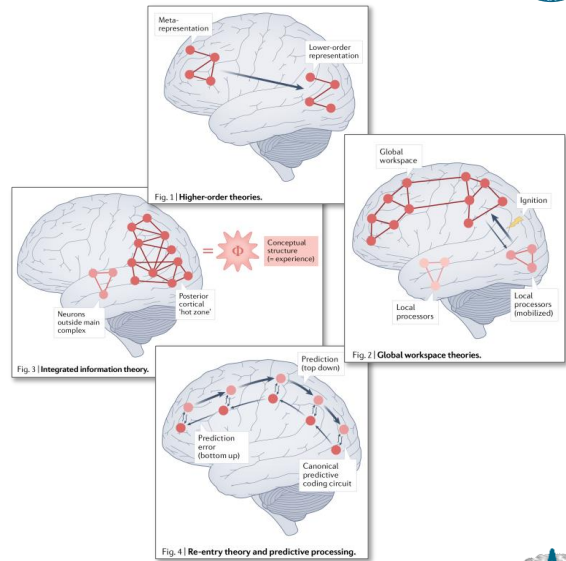 Meta-
representation
Lower-order
representation
Fig. 1 | Higher-order theories.
Global
workspace
Ignition
Local
processors
Local
processors
(mobilized)
Fig. 2 | Global workspace theories.
= Φ
Conceptual
structure
(= experience)
Neurons
outside main
complex
Posterior
cortical
'hot zone'
Fig. 3 | Integrated information theory.
Prediction
(top down)
Prediction
error
(bottom up)
Canonical
predictive
coding circuit
Fig. 4 | Re-entry theory and predictive processing.